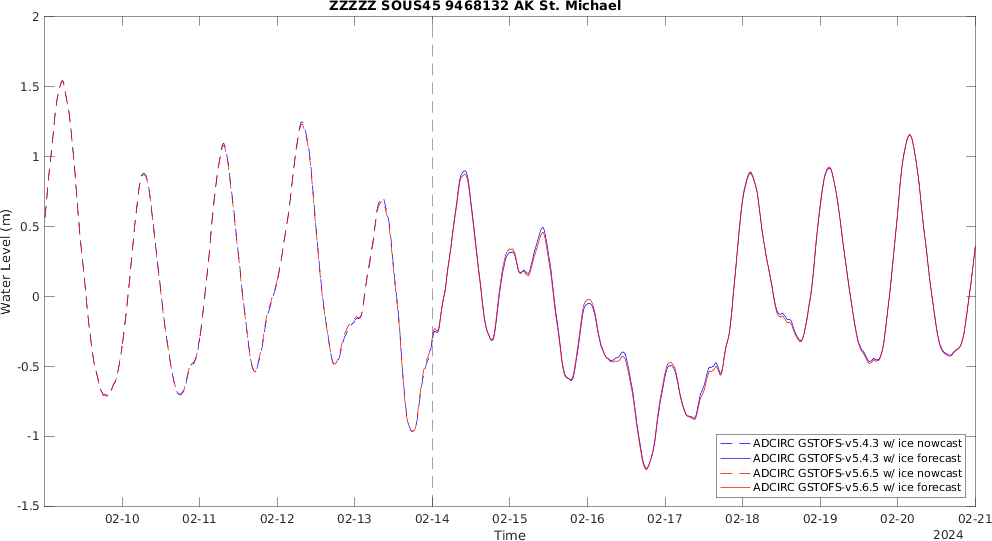 ZZZZZ SOUS45 9468132 AK St. Michael
2
1.5
1
0.5
0
-0.5
-1
-1.5
Water Level (m)
02-10 02-11 02-12 02-13 02-14 02-15 02-16 02-17 02-18 02-19 02-20 02-21
Time
2024
ADCIRC GSTOFS-v5.4.3 w/ ice nowcast
ADCIRC GSTOFS-v5.4.3 w/ ice forecast
ADCIRC GSTOFS-v5.6.5 w/ ice nowcast
ADCIRC GSTOFS-v5.6.5 w/ ice forecast